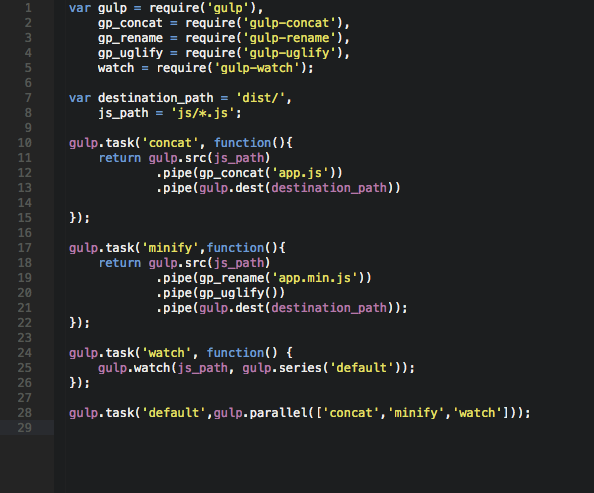 1 var gulp = require('gulp'),
2     gp_concat = require('gulp-concat'),
3     gp_rename = require('gulp-rename'),
4     gp_uglify = require('gulp-uglify'),
5     watch = require('gulp-watch');
6
7 var destination_path = 'dist/',
8     js_path = 'js/*.js';
9
10 gulp.task('concat', function(){
11     return gulp.src(js_path)
12             .pipe(gp_concat('app.js'))
13             .pipe(gulp.dest(destination_path))
14
15 });
16
17 gulp.task('minify',function(){
18     return gulp.src(js_path)
19             .pipe(gp_rename('app.min.js'))
20             .pipe(gp_uglify())
21             .pipe(gulp.dest(destination_path));
22 });
23
24 gulp.task('watch', function() {
25     gulp.watch(js_path, gulp.series('default'));
26 });
27
28 gulp.task('default',gulp.parallel(['concat','minify','watch']));
29